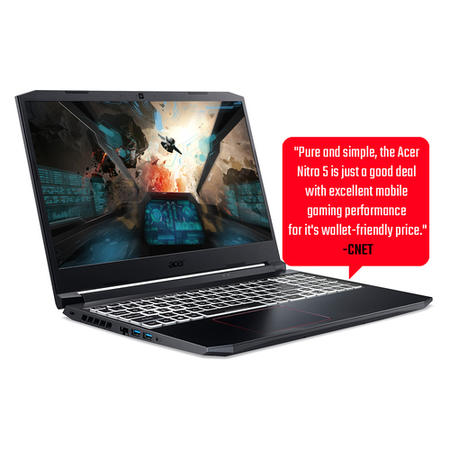 "Pure and simple, the Acer
Nitro 5 is just a good deal
with excellent mobile
gaming performance
for it's wallet-friendly price."
-CNET
acer